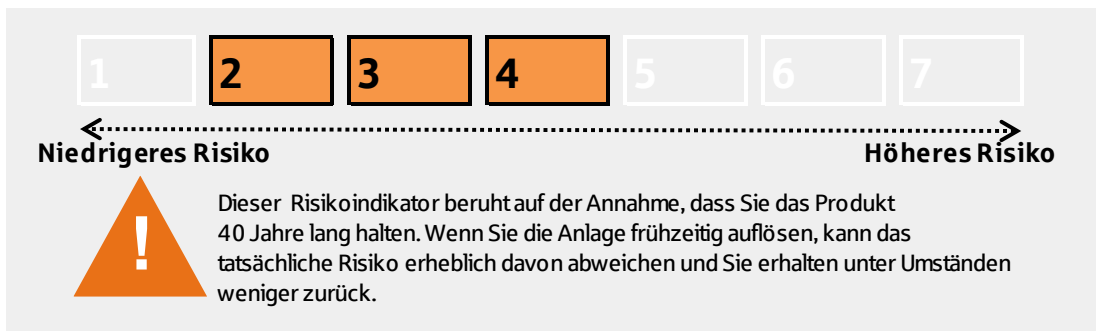 1 2 3 4 5 6 7
Niedrigeres Risiko Höheres Risiko
!
Dieser Risikoindikator beruht auf der Annahme, dass Sie das Produkt
40 Jahre lang halten. Wenn Sie die Anlage frühzeitig auflösen, kann das
tatsächliche Risiko erheblich davon abweichen und Sie erhalten unter Umständen
weniger zurück.